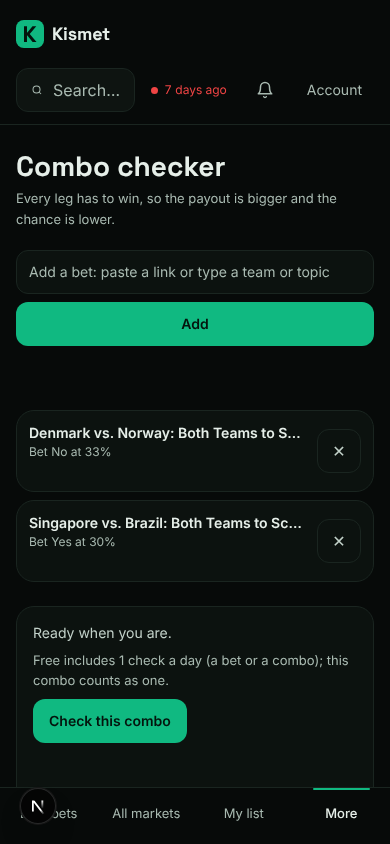 Kismet
Search...
7 days ago
Account
Combo checker
Every leg has to win, so the payout is bigger and the
chance is lower.
Add a bet: paste a link or type a team or topic
Add
Denmark vs. Norway: Both Teams to S...
Bet No at 33%
Singapore vs. Brazil: Both Teams to Sc...
Bet Yes at 30%
Ready when you are.
Free includes 1 check a day (a bet or a combo); this
combo counts as one.
Check this combo
bets
All markets
My list
More